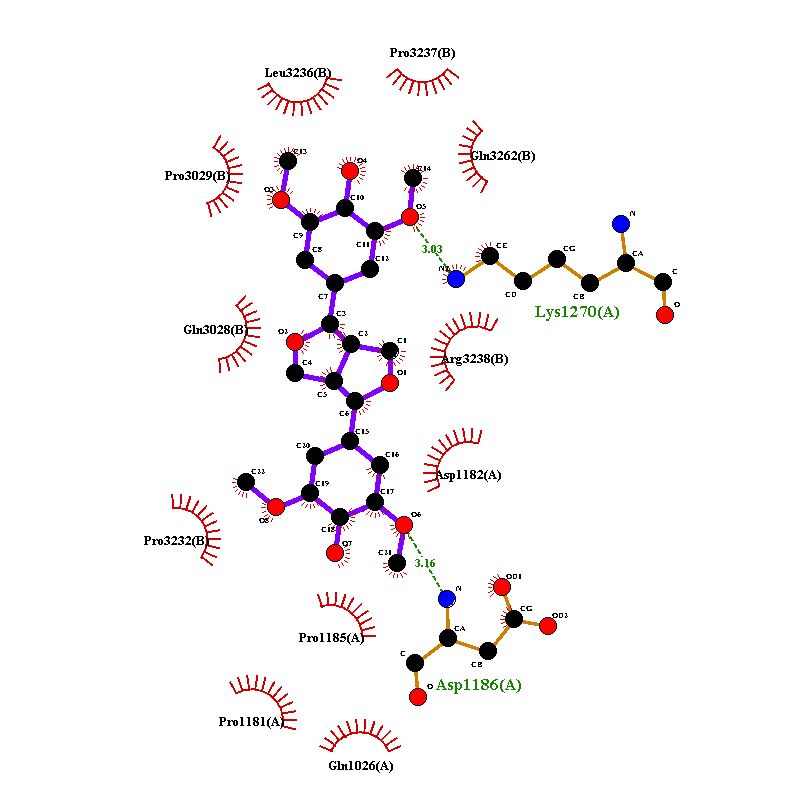 Pro3237(B)
Leu3236(B)
C13
O4
C14
Gln3262(B)
Pro3029(B)
O3
C10
O5
C9
C11
N
C8
C12
3.03
CE
CG
CA
C
C7
CD
CB
Lys1270(A)
O
C3
Gln3028(B)
O2
C2
C1
Arg3238(B)
C4
O1
C5
C6
C15
C20
C16
Asp1182(A)
C22
C19
C17
O8
C18
O6
Pro3232(B)
O7
C21
3.16
OD1
N
CG
OD2
CA
Pro1185(A)
C
CB
O
Asp1186(A)
Pro1181(A)
Gln1026(A)